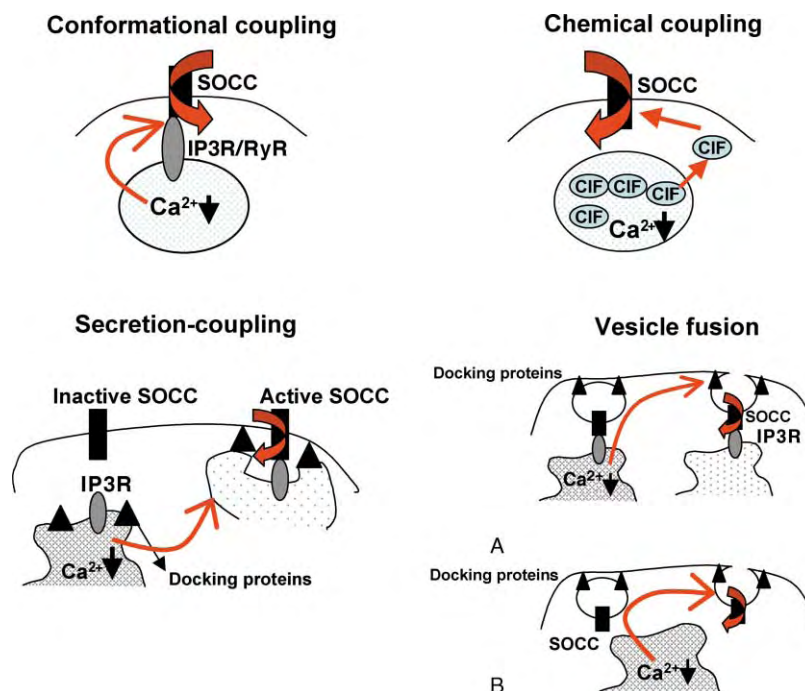 Conformational coupling
SOCC
IP3R/RyR
Ca²⁺
Chemical coupling
SOCC
CIF
CIF CIF CIF
CIF
Ca²⁺
Secretion-coupling
Inactive SOCC Active SOCC
IP3R
Ca²⁺
Docking proteins
Vesicle fusion
Docking proteins
SOCC
IP3R
Ca²⁺
A
Docking proteins
SOCC
Ca²⁺
B